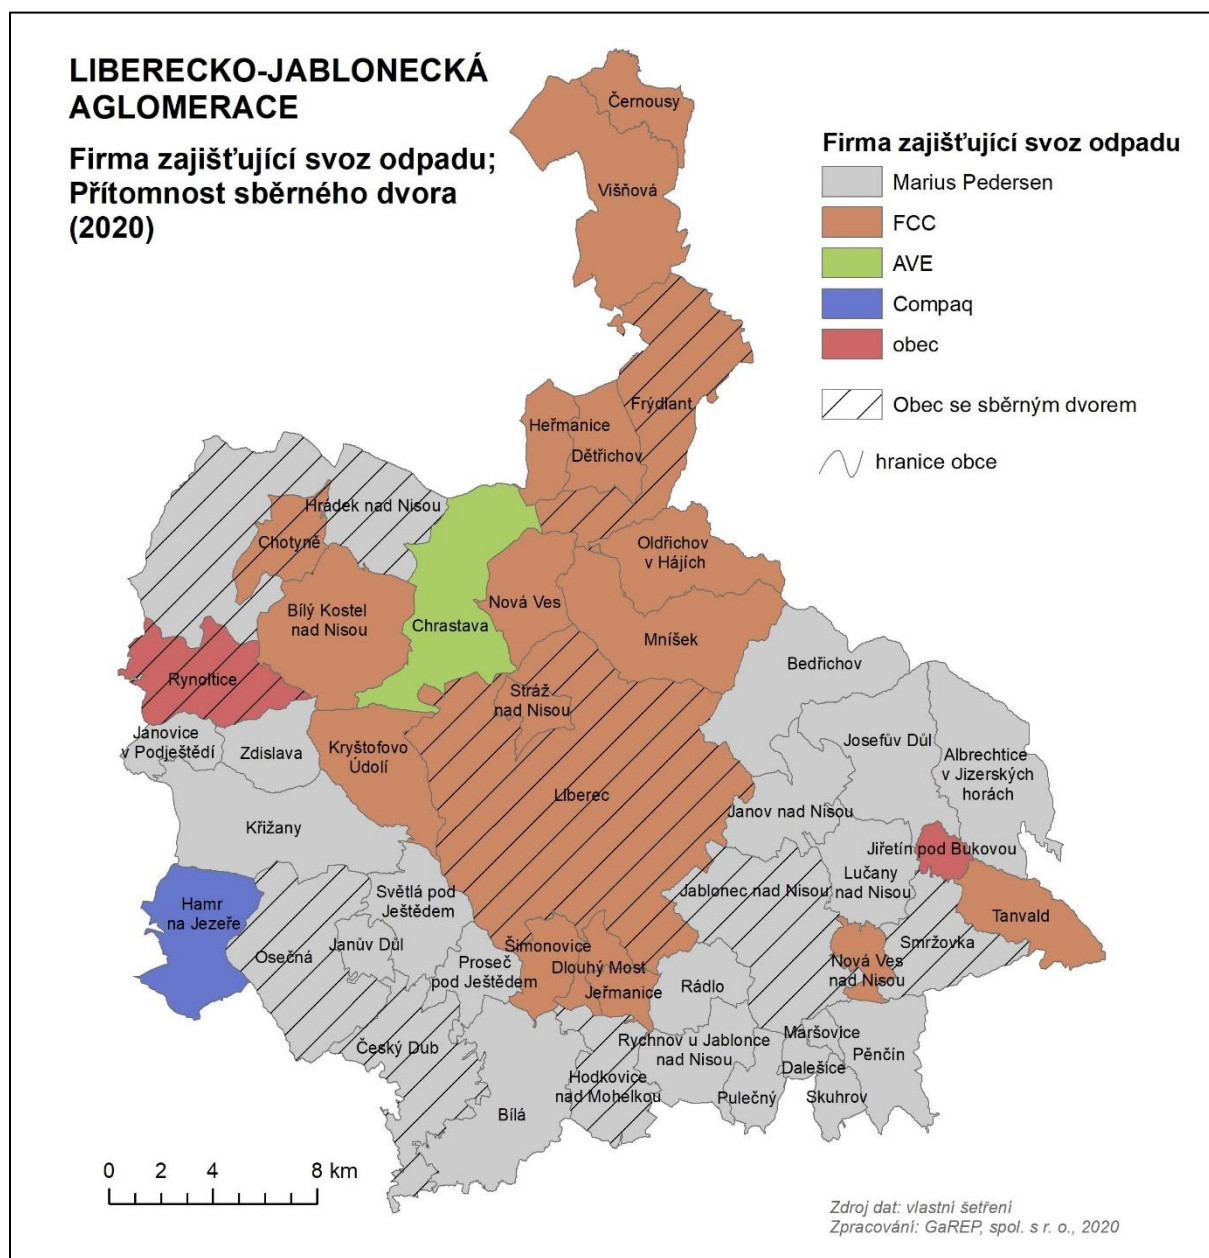 LIBERECKO-JABLONECKÁ
AGLOMERACE
Firma zajišťující svoz odpadu;
Přítomnost sběrného dvora
(2020)
Firma zajišťující svoz odpadu
Marius Pedersen
FCC
AVE
Compaq
obec
Obec se sběrným dvorem
hranice obce
Černousy
Višňová
Frýdlant
Heřmanice
Dětřichov
Hrádek nad Nisou
Chotyně
Oldřichov
v Hájích
Nová Ves
Bílý Kostel
nad Nisou
Chrastava
Mníšek
Bedřichov
Rynoltice
Stráž
nad Nisou
Janovice
v Podještědí
Zdislava
Kryštofovo
Údolí
Josefův Důl
Albrechtice
v Jizerských
horách
Liberec
Janov nad Nisou
Křižany
Jiřetín pod Bukovou
Lučany
nad Nisou
Jablonec nad Nisou
Světlá pod
Ještědem
Hamr
na Jezeře
Tanvald
Smržovka
Šimonovice
Janův Důl
Osečná
Proseč
pod Ještědem
Dlouhý Most
Jeřmanice
Rádlo
Nová Ves
nad Nisou
Maršovice
Rychnov u Jablonce
nad Nisou
Český Dub
Pěnčín
Dalešice
Hodkovice
nad Mohelkou
Pulečný
Skuhrov
Bílá
0 2 4 8 km
Zdroj dat: vlastní šetření
Zpracování: GaREP, spol. s r. o., 2020